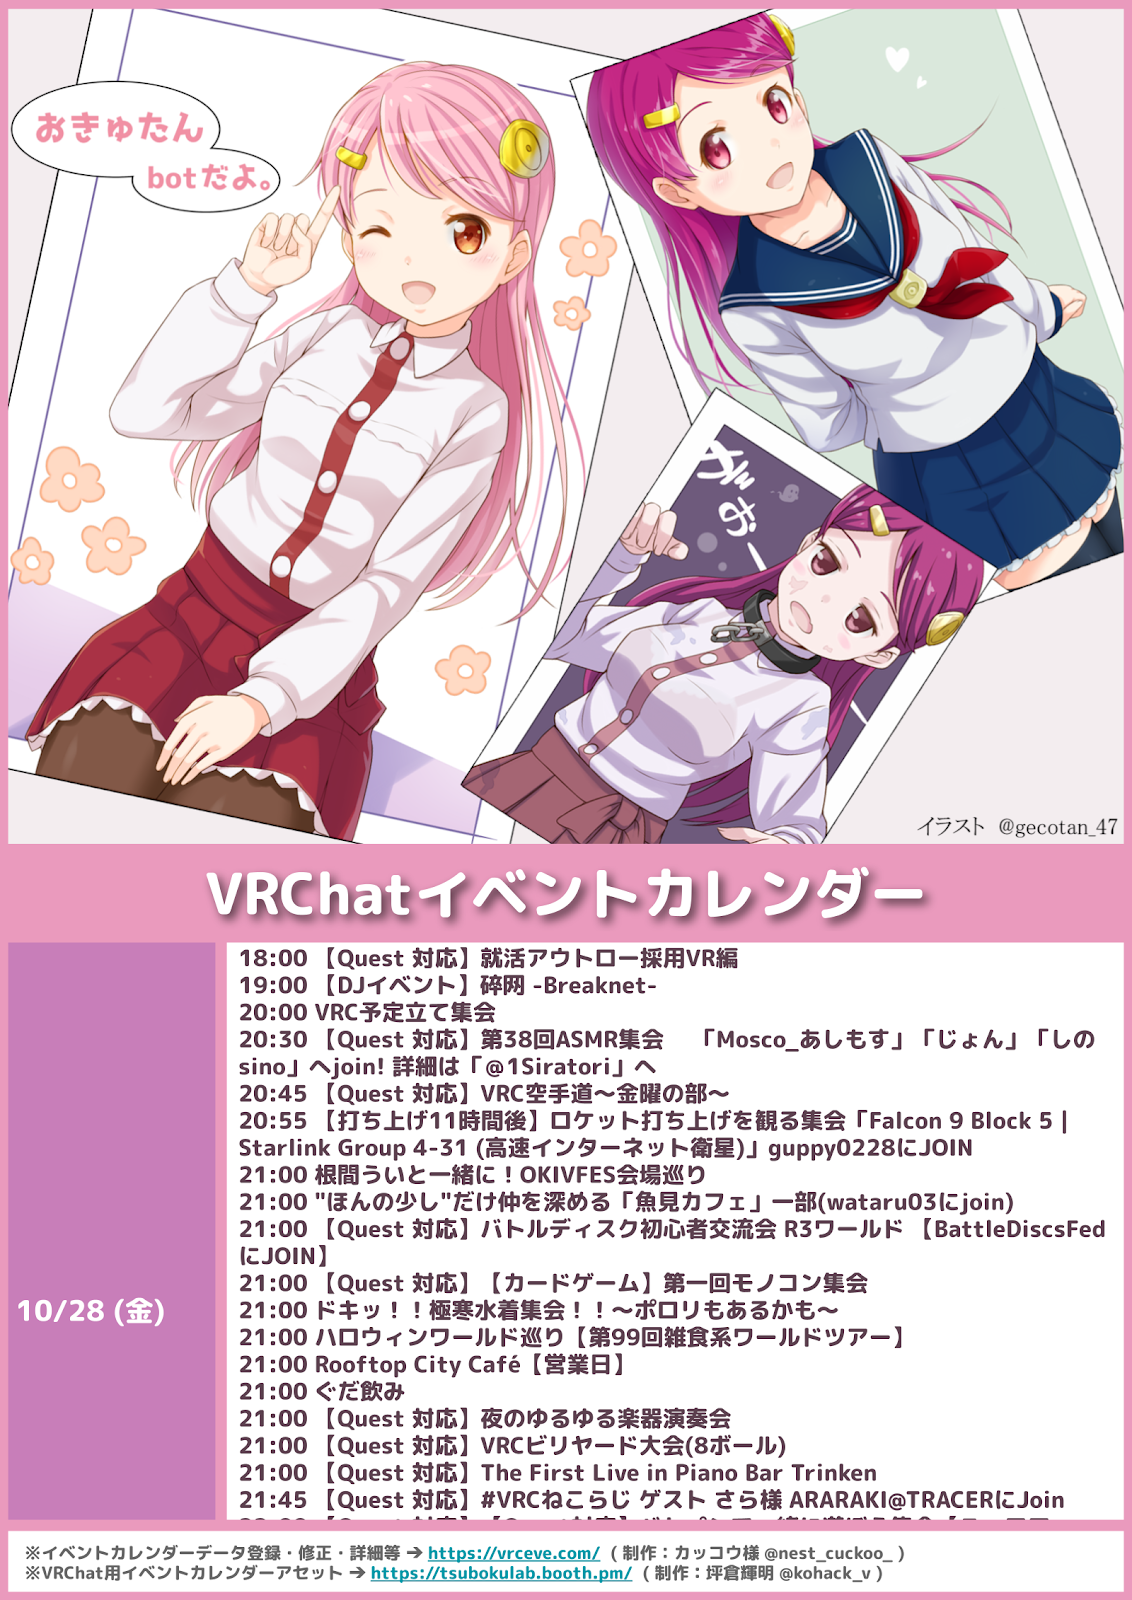 おきゅたん
botだよ。
がおー
イラスト @gecotan_47
VRChatイベントカレンダー
10/28 (金)
18:00 【Quest 対応】就活アウトロー採用VR編
19:00 【DJイベント】碎网 -Breaknet-
20:00 VRC予定立て集会
20:30 【Quest 対応】第38回ASMR集会　「Mosco_あしもす」「じょん」「しの
sino」へjoin! 詳細は「@1Siratori」へ
20:45 【Quest 対応】VRC空手道～金曜の部～
20:55 【打ち上げ11時間後】ロケット打ち上げを観る集会「Falcon 9 Block 5 |
Starlink Group 4-31 (高速インターネット衛星)」guppy0228にJOIN
21:00 根間ういと一緒に！OKIVFES会場巡り
21:00 "ほんの少し"だけ仲を深める「魚見カフェ」一部(wataru03にjoin)
21:00 【Quest 対応】バトルディスク初心者交流会 R3ワールド 【BattleDiscsFed
にJOIN】
21:00 【Quest 対応】【カードゲーム】第一回モノコン集会
21:00 ドキッ！！極寒水着集会！！～ポロリもあるかも～
21:00 ハロウィンワールド巡り【第99回雑食系ワールドツアー】
21:00 Rooftop City Café【営業日】
21:00 ぐだ飲み
21:00 【Quest 対応】夜のゆるゆる楽器演奏会
21:00 【Quest 対応】VRCビリヤード大会(8ボール)
21:00 【Quest 対応】The First Live in Piano Bar Trinken
21:45 【Quest 対応】#VRCねこらじ ゲスト さら様 ARARAKI@TRACERにJoin
※イベントカレンダーデータ登録・修正・詳細等 ➔ https://vrceve.com/ ( 制作：カッコウ様 @nest_cuckoo_ )
※VRChat用イベントカレンダーアセット ➔ https://tsubokulab.booth.pm/ ( 制作：坪倉輝明 @kohack_v )